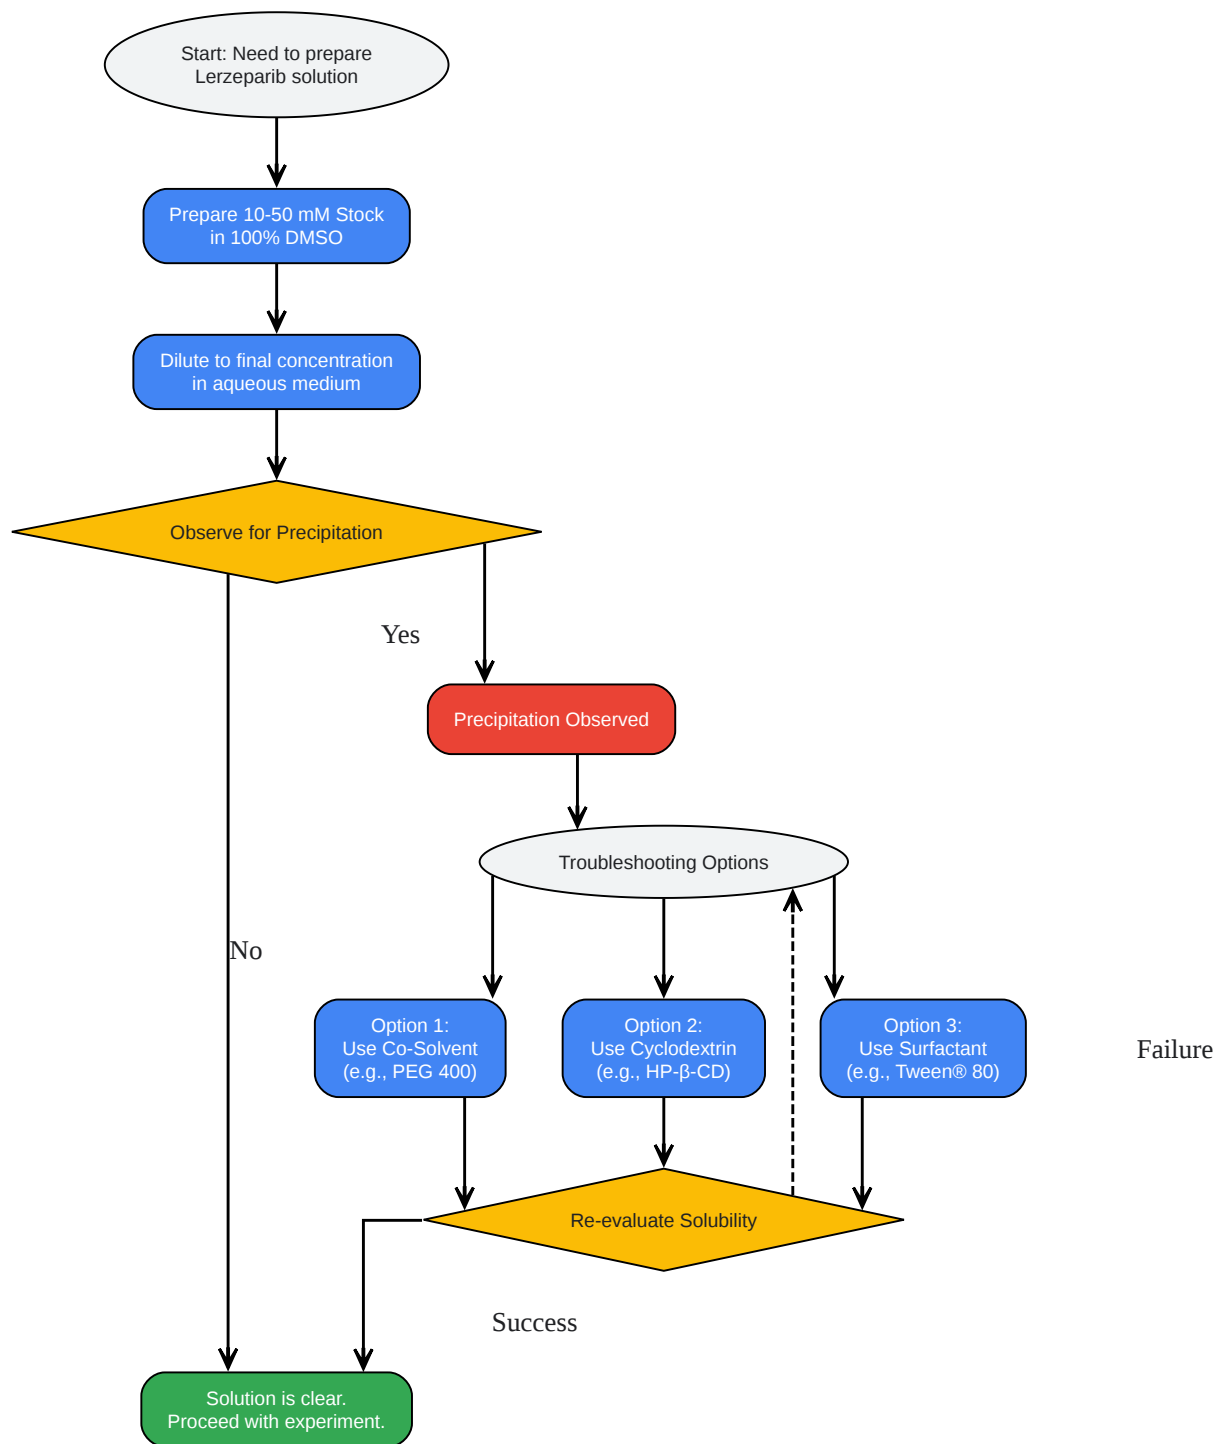 Start: Need to prepare
Lerzeparib solution
Prepare 10-50 mM Stock
in 100% DMSO
Dilute to final concentration
in aqueous medium
Observe for Precipitation
Yes
Precipitation Observed
Troubleshooting Options
No
Option 1:
Use Co-Solvent
(e.g., PEG 400)
Option 2:
Use Cyclodextrin
(e.g., HP-β-CD)
Option 3:
Use Surfactant
(e.g., Tween® 80)
Failure
Re-evaluate Solubility
Success
Solution is clear.
Proceed with experiment.